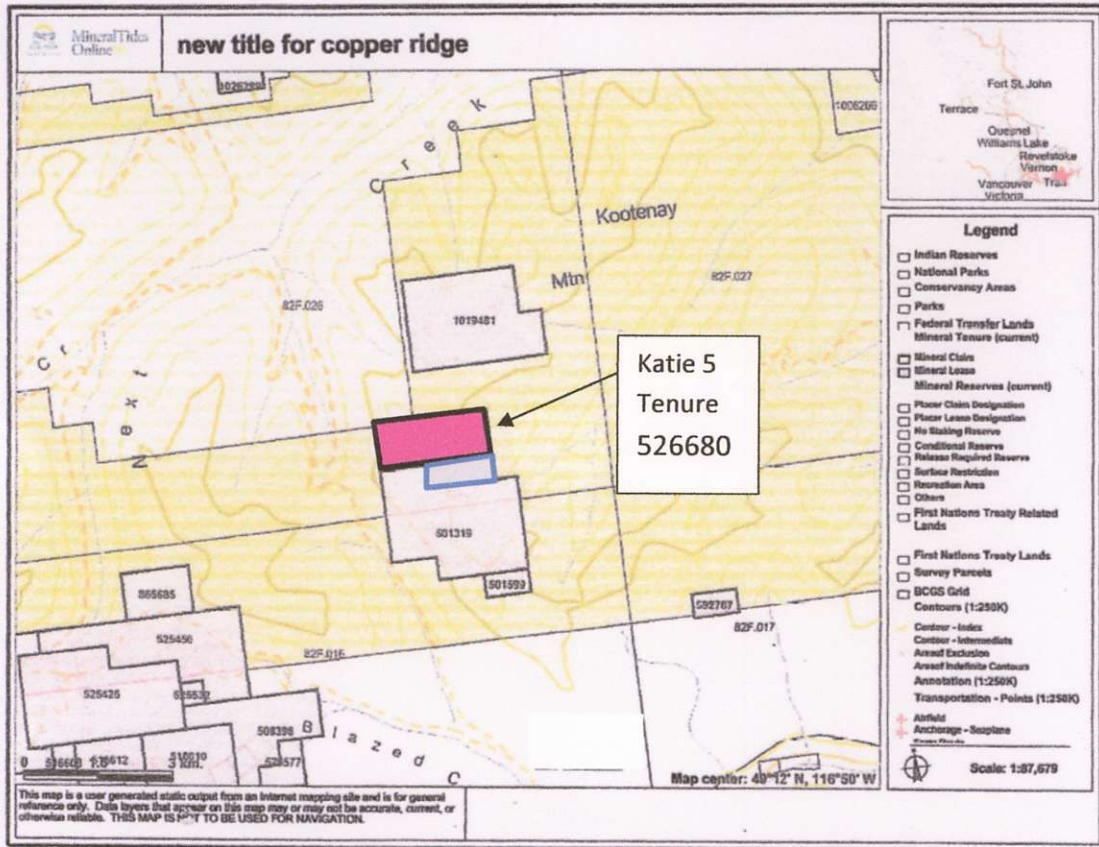 MineralTitles
Online
new title for copper ridge
1026280
1008266
Creek
Kootenay
Mtn
82F.026
82F.027
1019481
Cr
Next
Katie 5
Tenure
526680
501319
501599
865685
592767
525456
82F.016
82F.017
525425
508398
Blazed C
0
3 km.
Map center: 49°12' N, 116°50' W
Fort St. John
Terrace
Quesnel
Williams Lake
Revelstoke
Vernon
Vancouver
Trail
Victoria
Legend
Indian Reserves
National Parks
Conservancy Areas
Parks
Federal Transfer Lands
Mineral Tenure (current)
Mineral Claim
Mineral Lease
Mineral Reserves (current)
Placer Claim Designation
Placer Lease Designation
No Staking Reserve
Conditional Reserve
Release Required Reserve
Surface Restriction
Recreation Area
Others
First Nations Treaty Related
Lands
First Nations Treaty Lands
Survey Parcels
BCGS Grid
Contours (1:250K)
Contour - Index
Contour - Intermediate
Area of Exclusion
Area of Indefinite Contours
Annotation (1:250K)
Transportation - Points (1:250K)
Airfield
Anchorage - Seaplane
Scale: 1:87,679
This map is a user generated static output from an Internet mapping site and is for general
reference only. Data layers that appear on this map may or may not be accurate, current, or
otherwise reliable. THIS MAP IS NOT TO BE USED FOR NAVIGATION.